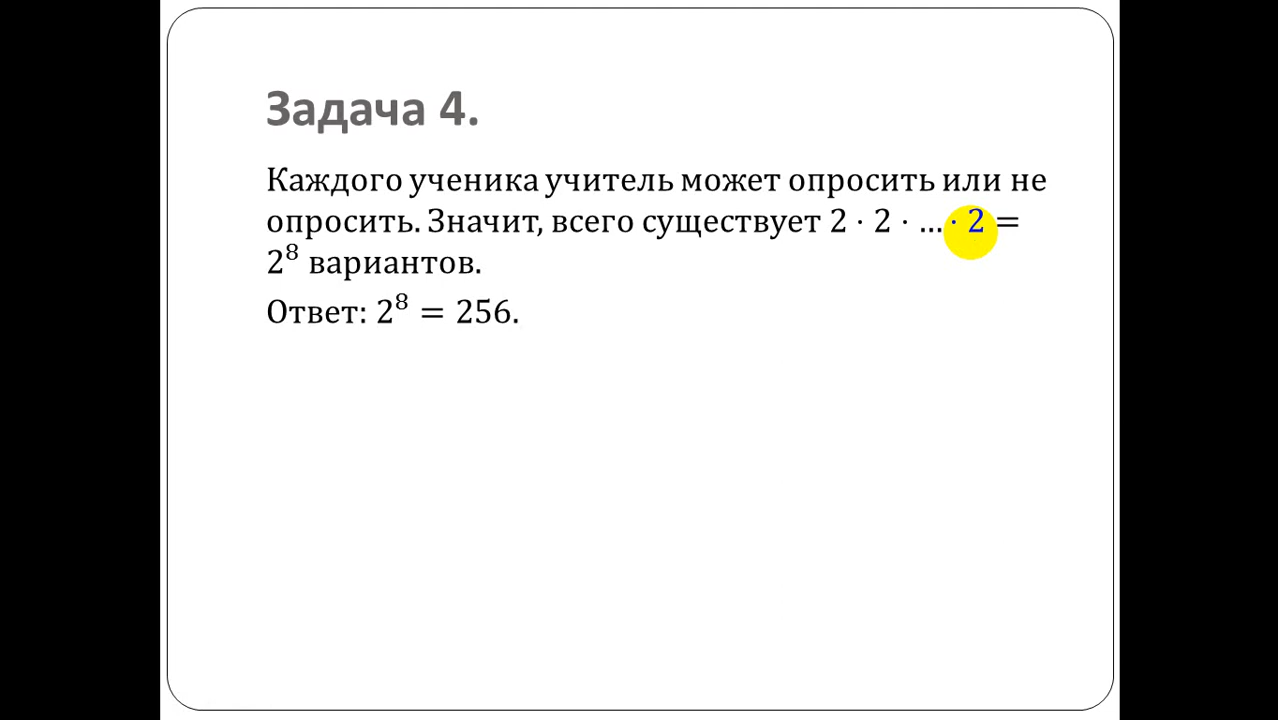 Задача 4.
Каждого ученика учитель может опросить или не
опросить. Значит, всего существует 2 · 2 · … · 2 =
2⁸ вариантов.
Ответ: 2⁸ = 256.